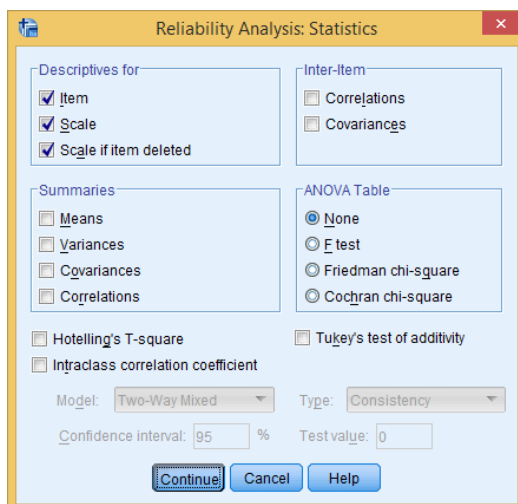 Reliability Analysis: Statistics
Descriptives for
Item
Scale
Scale if item deleted
Inter-Item
Correlations
Covariances
Summaries
Means
Variances
Covariances
Correlations
ANOVA Table
None
F test
Friedman chi-square
Cochran chi-square
Hotelling's T-square
Tukey's test of additivity
Intraclass correlation coefficient
Model: Two-Way Mixed Type: Consistency
Confidence interval: 95 % Test value: 0
Continue Cancel Help